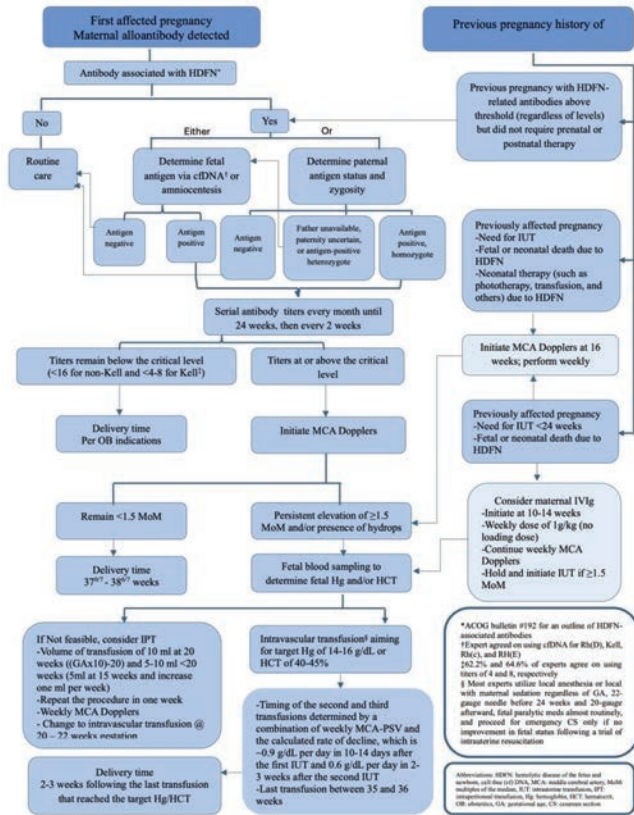 First affected pregnancy
Maternal alloantibody detected
Previous pregnancy history of
Antibody associated with HDFN*
No
Yes
Previous pregnancy with HDFN-
related antibodies above
threshold (regardless of levels)
but did not require prenatal or
postnatal therapy
Either
Or
Routine
care
Determine fetal
antigen via cfDNA† or
amniocentesis
Determine paternal
antigen status and
zygosity
Antigen
negative
Antigen
positive
Antigen
negative
Father unavailable,
paternity uncertain,
or antigen-positive
heterozygote
Antigen
positive,
homozygote
Previously affected pregnancy
-Need for IUT
-Fetal or neonatal death due to
HDFN
-Neonatal therapy (such as
phototherapy, transfusion, and
others) due to HDFN
Serial antibody titers every month until
24 weeks, then every 2 weeks
Titers remain below the critical level
(<16 for non-Kell and <4-8 for Kell‡)
Titers at or above the critical
level
Initiate MCA Dopplers at 16
weeks; perform weekly
Delivery time
Per OB indications
Initiate MCA Dopplers
Previously affected pregnancy
-Need for IUT <24 weeks
-Fetal or neonatal death due to
HDFN
Remain <1.5 MoM
Persistent elevation of ≥1.5
MoM and/or presence of hydrops
Consider maternal IVIg
-Initiate at 10-14 weeks
-Weekly dose of 1g/kg (no
loading dose)
-Continue weekly MCA
Dopplers
-Hold and initiate IUT if ≥1.5
MoM
Delivery time
37⁰/⁷ - 38⁶/⁷ weeks
Fetal blood sampling to
determine fetal Hg and/or HCT
If Not feasible, consider IPT
-Volume of transfusion of 10 ml at 20
weeks ((GAx10)-20) and 5-10 ml <20
weeks (5ml at 15 weeks and increase
one ml per week)
-Repeat the procedure in one week
-Weekly MCA Dopplers
- Change to intravascular transfusion @
20 – 22 weeks gestation
Intravascular transfusion§ aiming
for target Hg of 14-16 g/dL or
HCT of 40-45%
*ACOG bulletin #192 for an outline of HDFN-
associated antibodies
†Expert agreed on using cfDNA for Rh(D), Kell,
Rh(c), and RH(E)
‡62.2% and 64.6% of experts agree on using
titers of 4 and 8, respectively
§ Most experts utilize local anesthesia or local
with maternal sedation regardless of GA, 22-
gauge needle before 24 weeks and 20-gauge
afterward, fetal paralytic meds almost routinely,
and proceed for emergency CS only if no
improvement in fetal status following a trial of
intrauterine resuscitation
-Timing of the second and third
transfusions determined by a
combination of weekly MCA-PSV and
the calculated rate of decline, which is
~0.9 g/dL per day in 10-14 days after
the first IUT and 0.6 g/dL per day in 2-
3 weeks after the second IUT
-Last transfusion between 35 and 36
weeks
Delivery time
2-3 weeks following the last transfusion
that reached the target Hg/HCT
Abbreviations: HDFN: hemolytic disease of the fetus and
newborn, cell-free (cf) DNA, MCA: middle cerebral artery, MoM:
multiples of the median, IUT: intrauterine transfusion, IPT:
intraperitoneal transfusion, Hg: hemoglobin, HCT: hematocrit,
OB: obstetrics, GA: gestational age, CS: cesarean section